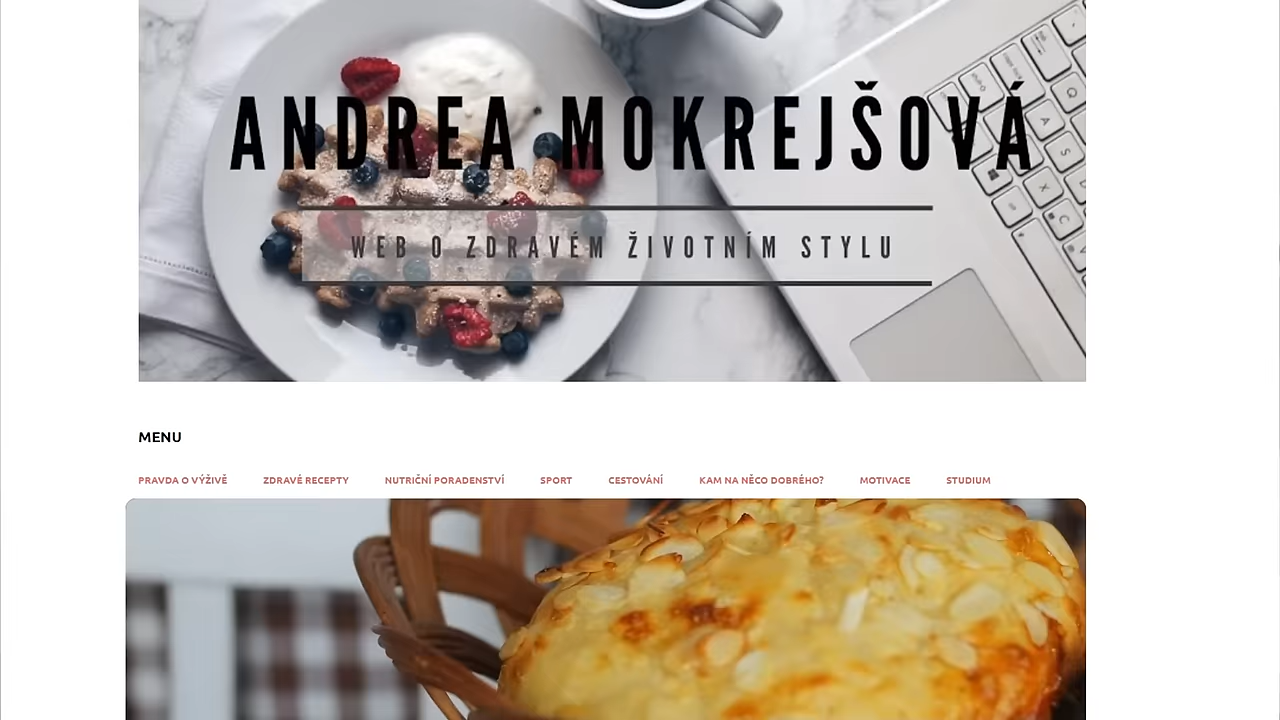 ANDREA MOKREJŠOVÁ
WEB O ZDRAVÉM ŽIVOTNÍM STYLU
MENU
PRAVDA O VÝŽIVĚ ZDRAVÉ RECEPTY NUTRIČNÍ PORADENSTVÍ SPORT CESTOVÁNÍ KAM NA NĚCO DOBRÉHO? MOTIVACE STUDIUM